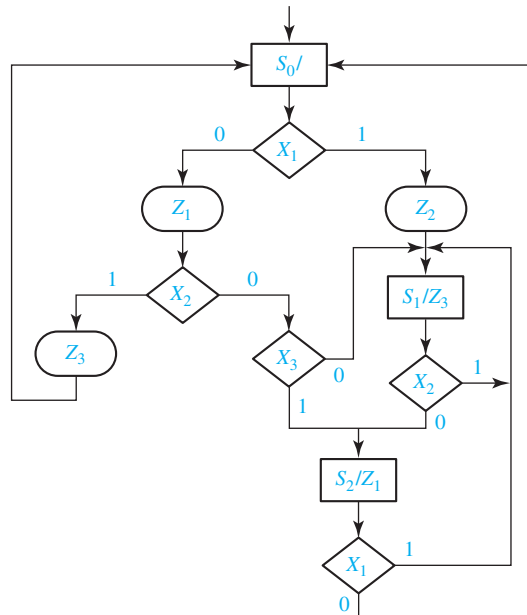 S₀/
0 X₁ 1
Z₁ Z₂
1 X₂ 0 S₁/Z₃
Z₃ X₃ 0 X₂ 1
1 0
S₂/Z₁
X₁ 1
0